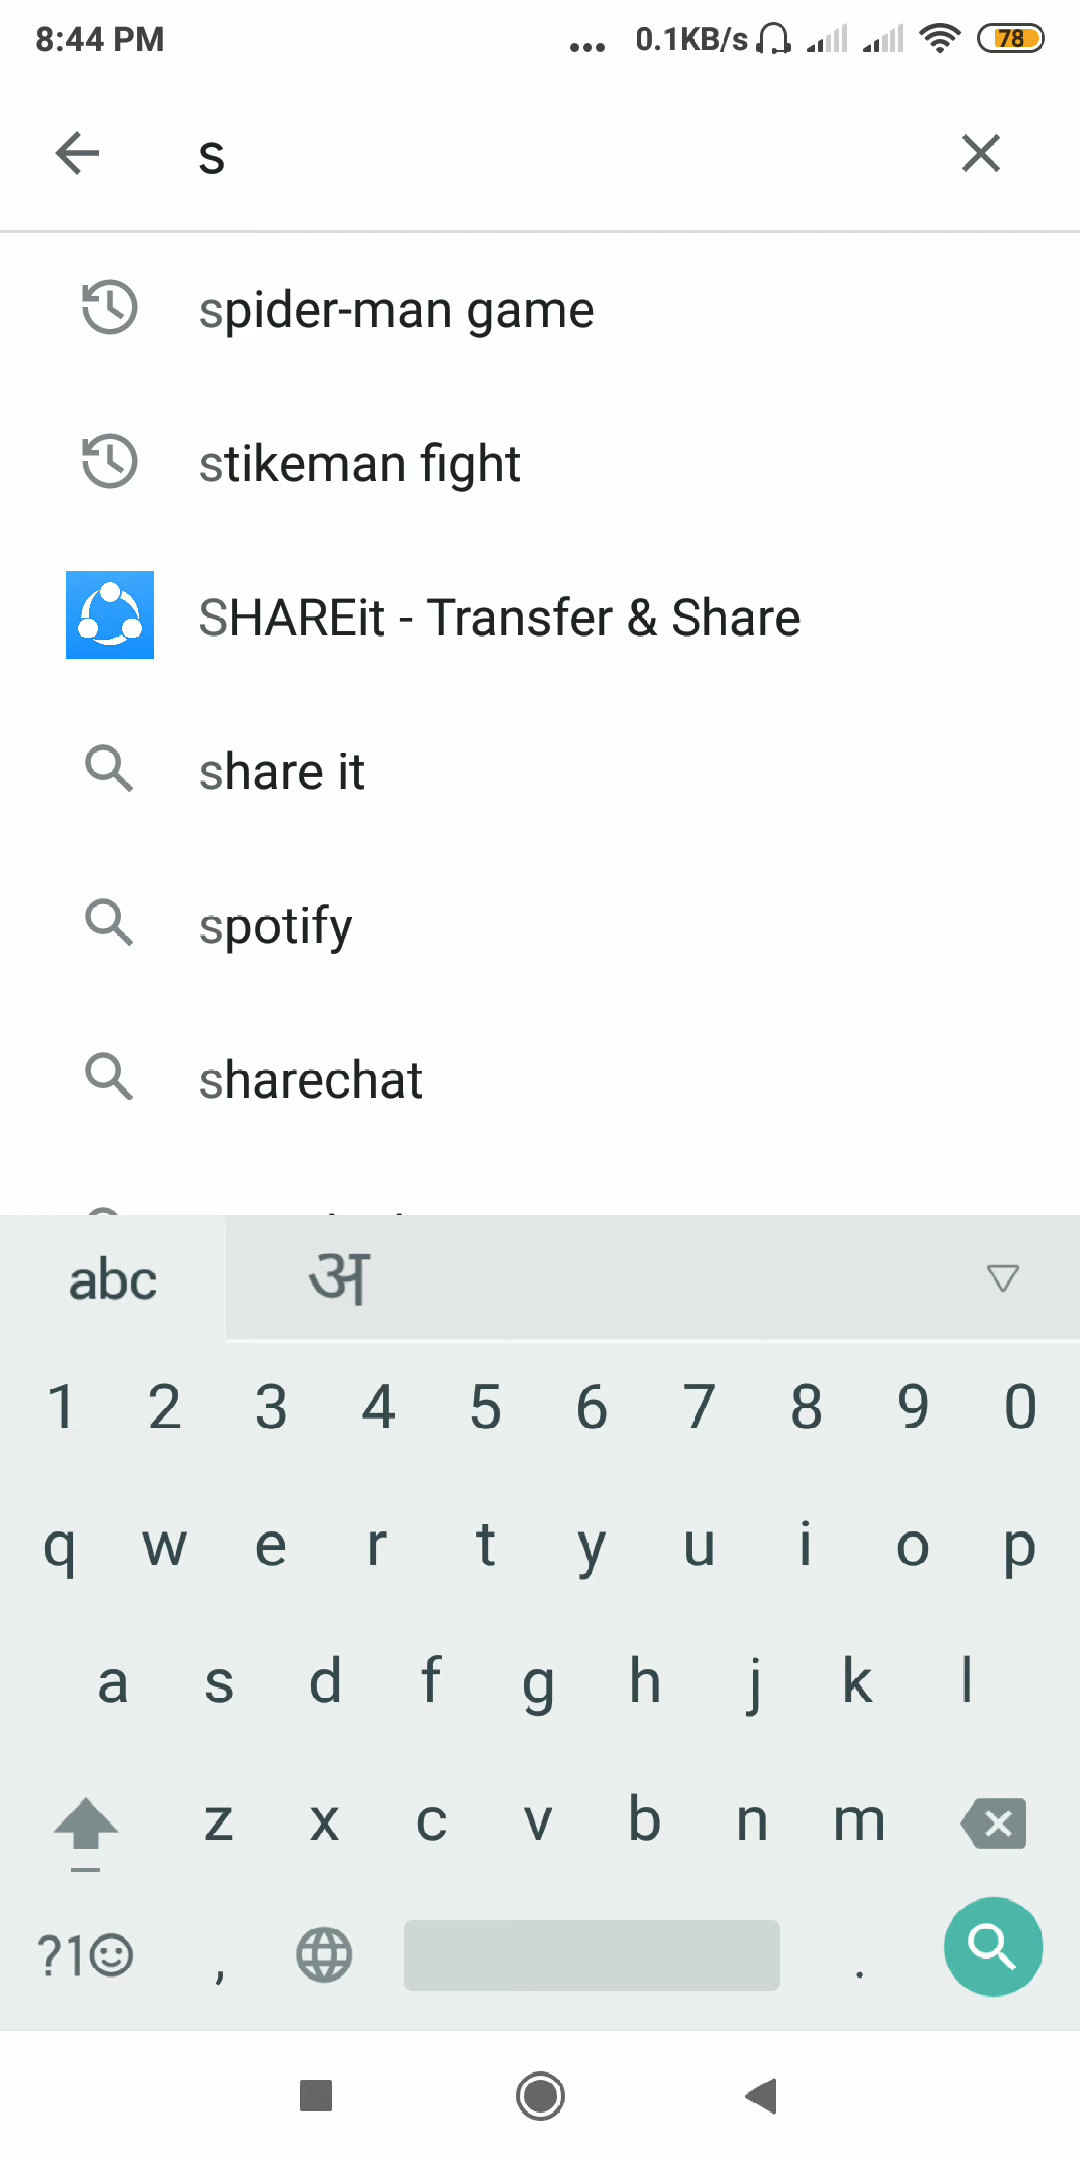 8:44 PM ... 0.1KB/s 78
s
spider-man game
stikeman fight
SHAREit - Transfer & Share
share it
spotify
sharechat
abc अ
1 2 3 4 5 6 7 8 9 0
q w e r t y u i o p
a s d f g h j k l
z x c v b n m
?1☺ , .